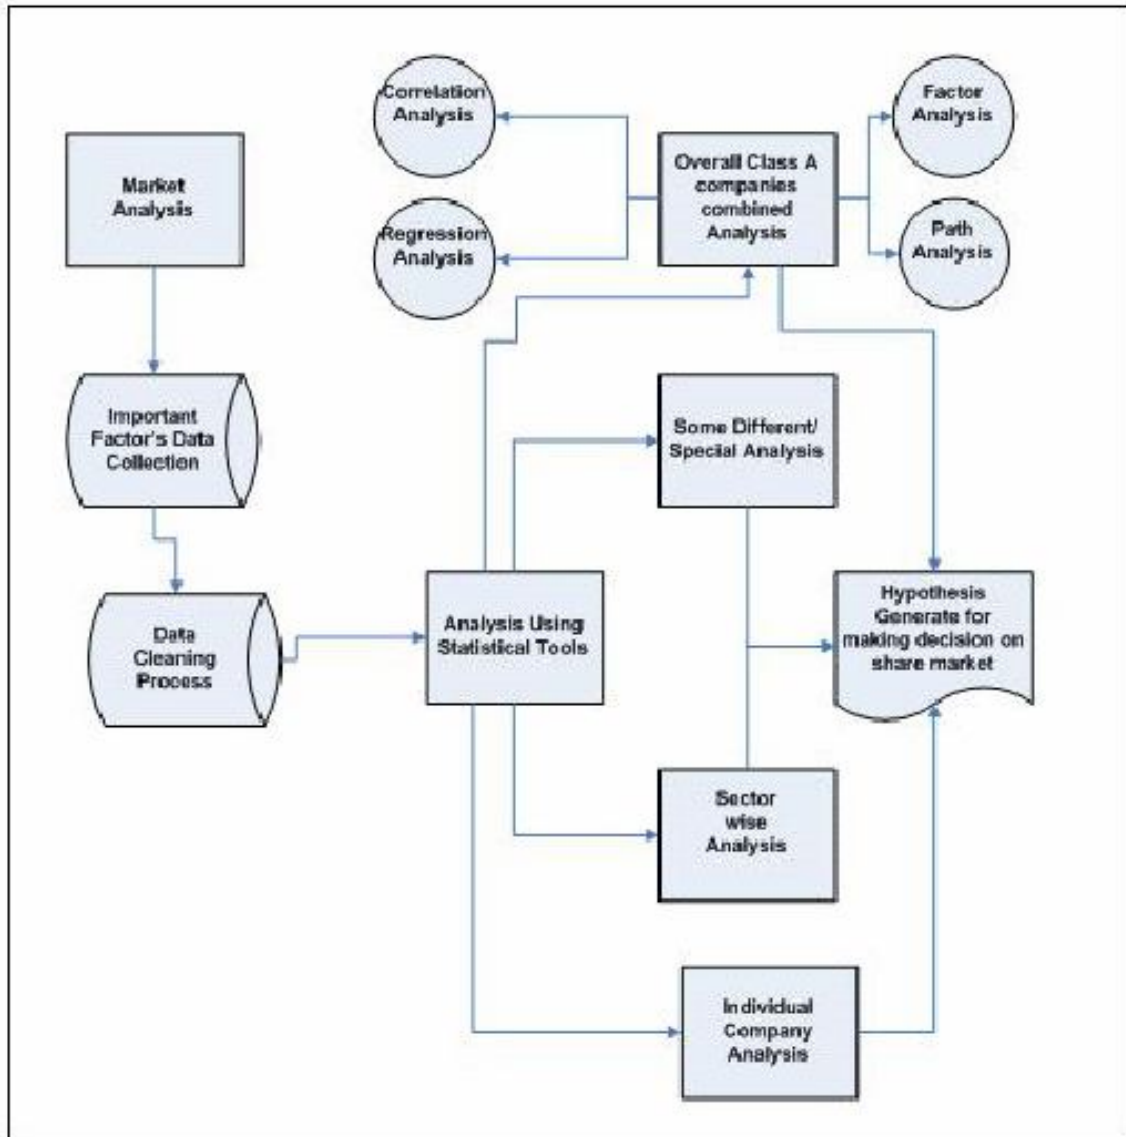 Correlation
Analysis
Factor
Analysis
Market
Analysis
Overall Class A
companies
combined
Analysis
Regression
Analysis
Path
Analysis
Important
Factor's Data
Collection
Some Different/
Special Analysis
Data
Cleaning
Process
Analysis Using
Statistical Tools
Hypothesis
Generate for
making decision on
share market
Sector
wise
Analysis
Individual
Company
Analysis